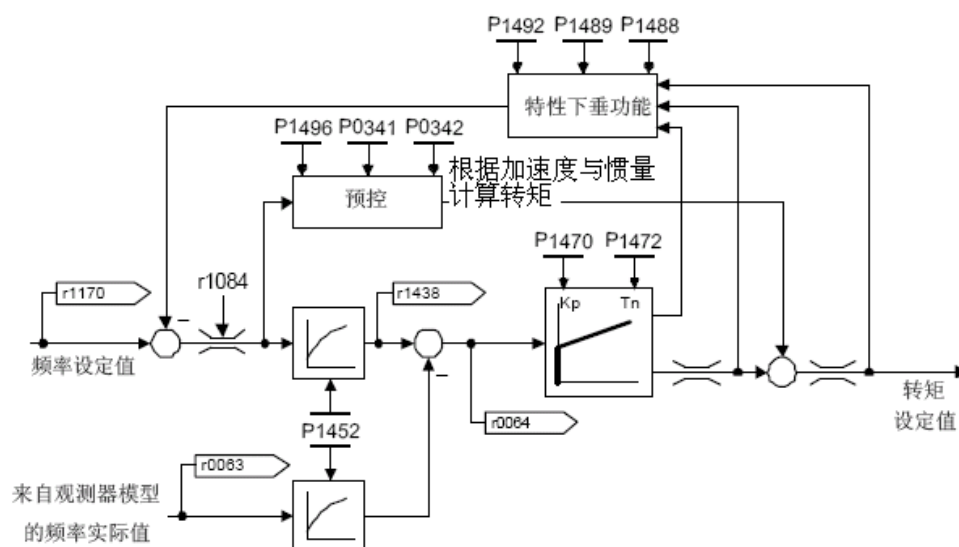 P1492 P1489 P1488
特性下垂功能
P1496 P0341 P0342
根据加速度与惯量
计算转矩
预控
P1470 P1472
r1170
r1084
r1438
Kp Tn
频率设定值
转矩
设定值
P1452
r0064
r0063
来自观测器模型
的频率实际值